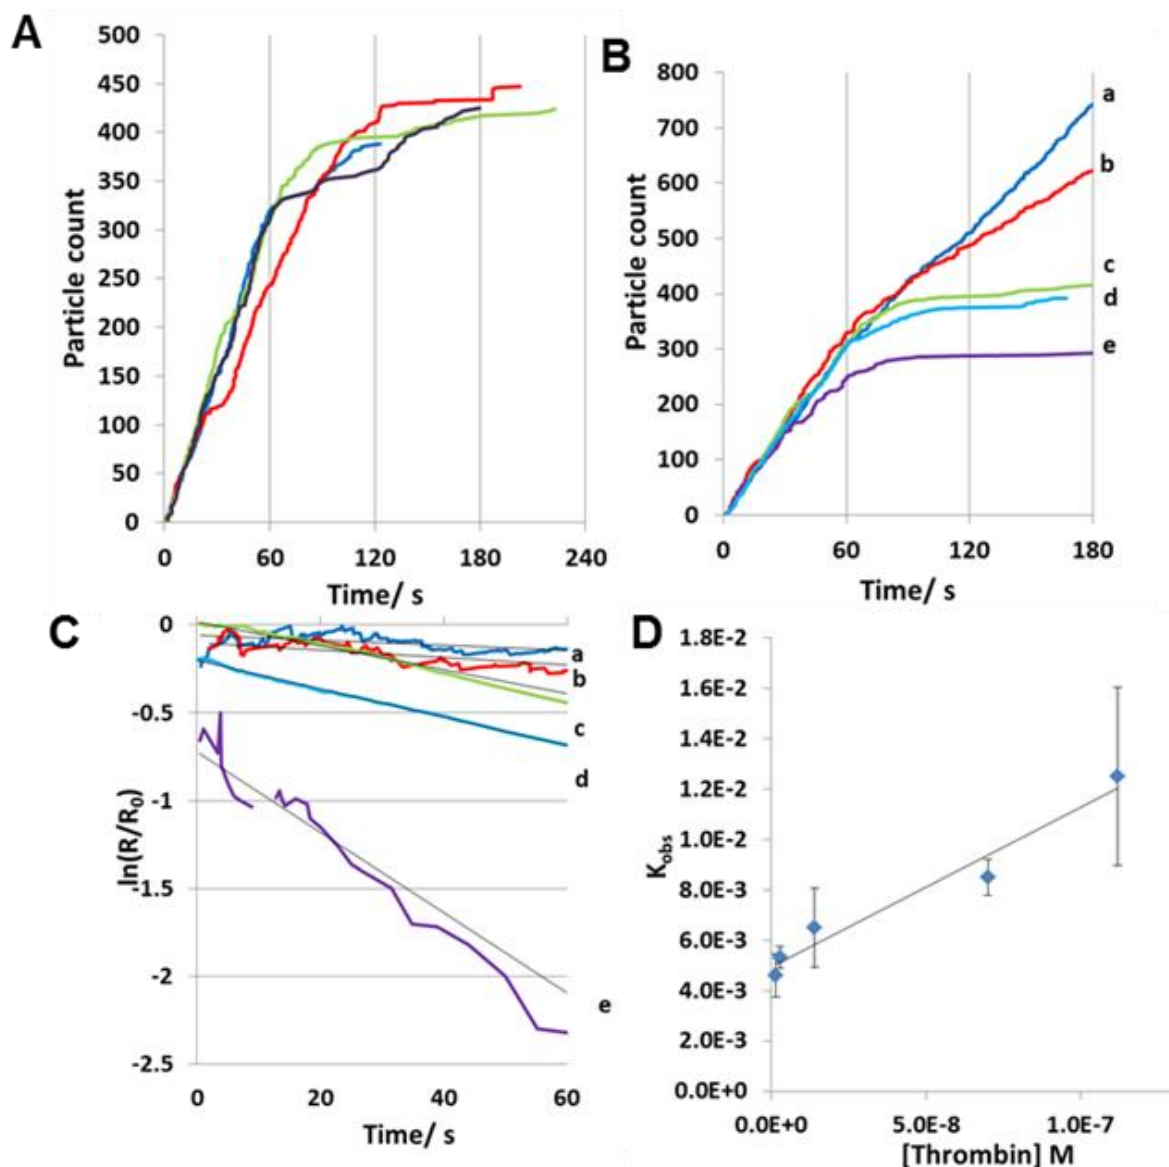 A
500
450
400
350
300
250
200
150
100
50
0
Particle count
0 60 120 180 240
Time/ s
B
800
700
600
500
400
300
200
100
0
Particle count
a
b
c
d
e
0 60 120 180
Time/ s
C
0
-0.5
-1
-1.5
-2
-2.5
ln(R/R₀)
a
b
c
d
e
0 20 40 60
Time/ s
D
1.8E-2
1.6E-2
1.4E-2
1.2E-2
1.0E-2
8.0E-3
6.0E-3
4.0E-3
2.0E-3
0.0E+0
Kobs
0.0E+0 5.0E-8 1.0E-7
[Thrombin] M